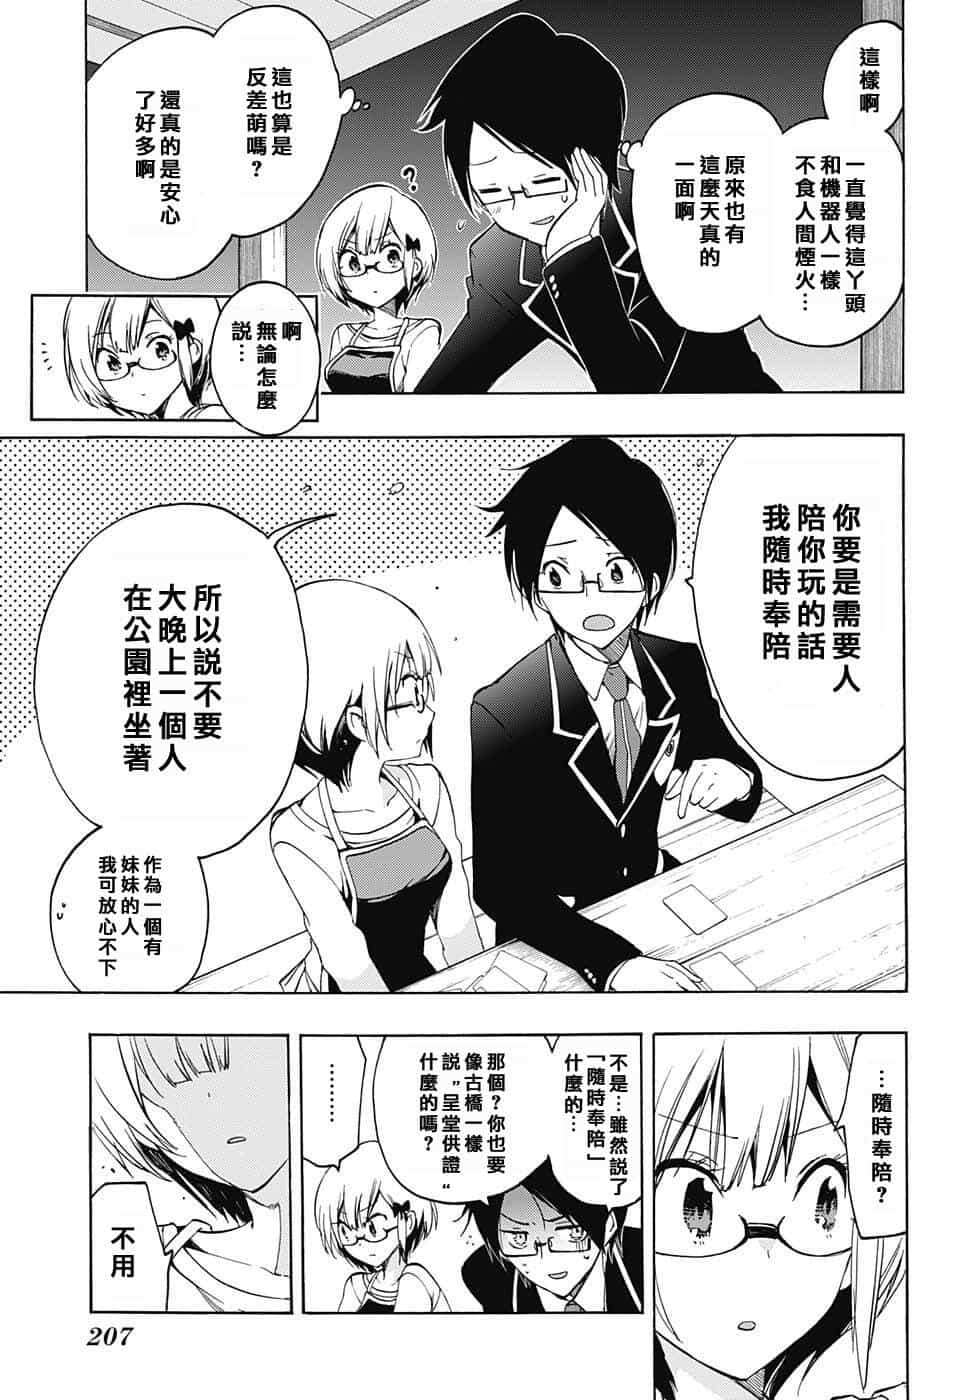 這樣啊
一直覺得這丫頭
和機器人一樣
不食人間煙火…
原來也有
這麼天真的
一面啊
這也算是
反差萌嗎？
還真的是安心
了好多啊
？
啊
無論怎麼
説…
你要是需要人
陪你玩的話
我隨時奉陪
所以説不要
大晚上一個人
在公園裡坐著
作為一個有
妹妹的人
我可放心不下
…隨時奉陪？
不是…雖然說了
「隨時奉陪」
什麼的…
那個？你也要
像古橋一樣
説〝呈堂供證〞
什麼的嗎？
………
不用
207